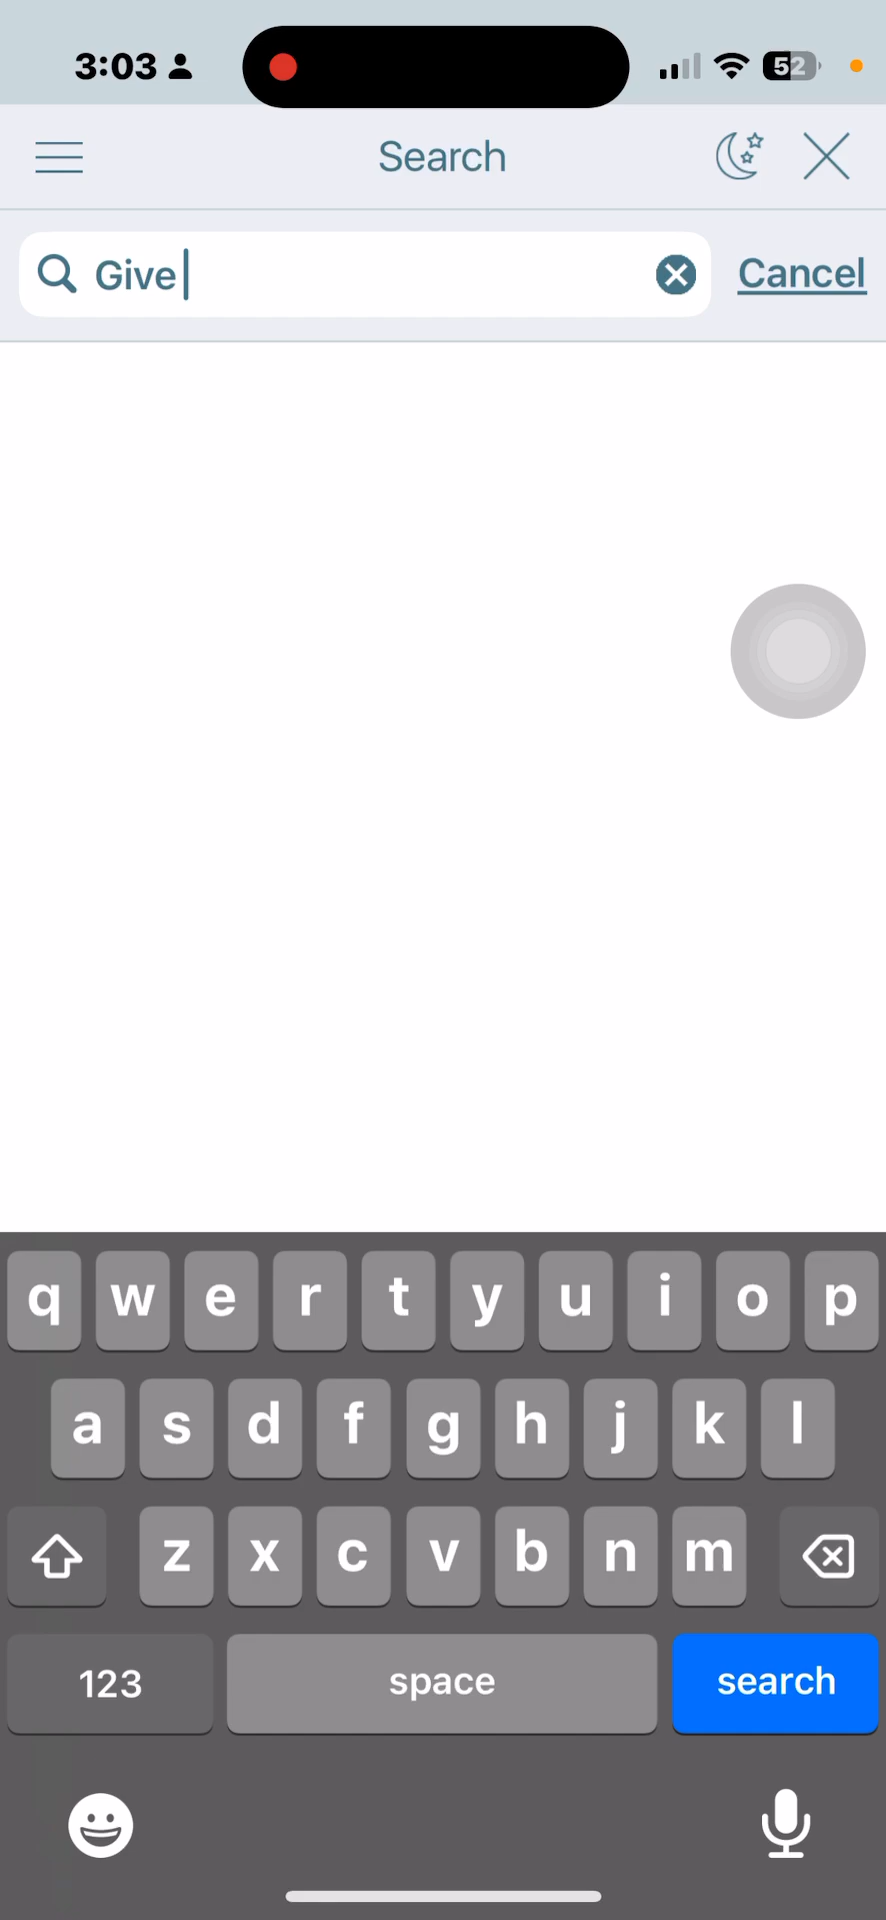 3:03
52
Search
Give
Cancel
q w e r t y u i o p
a s d f g h j k l
z x c v b n m
123 space search